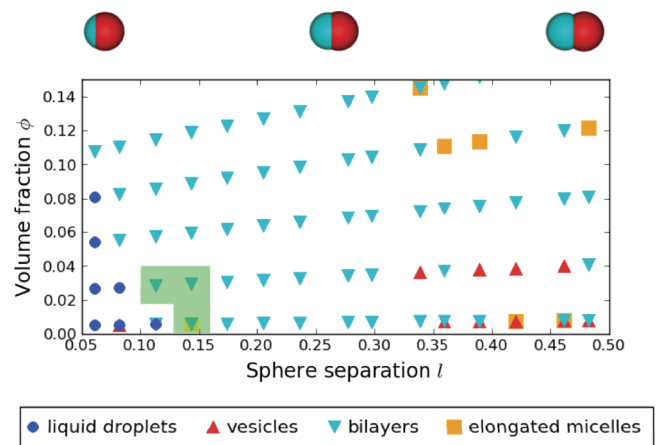 0.14
0.12
0.10
0.08
0.06
0.04
0.02
0.00
Volume fraction ϕ
0.05 0.10 0.15 0.20 0.25 0.30 0.35 0.40 0.45 0.50
Sphere separation l
liquid droplets vesicles bilayers elongated micelles